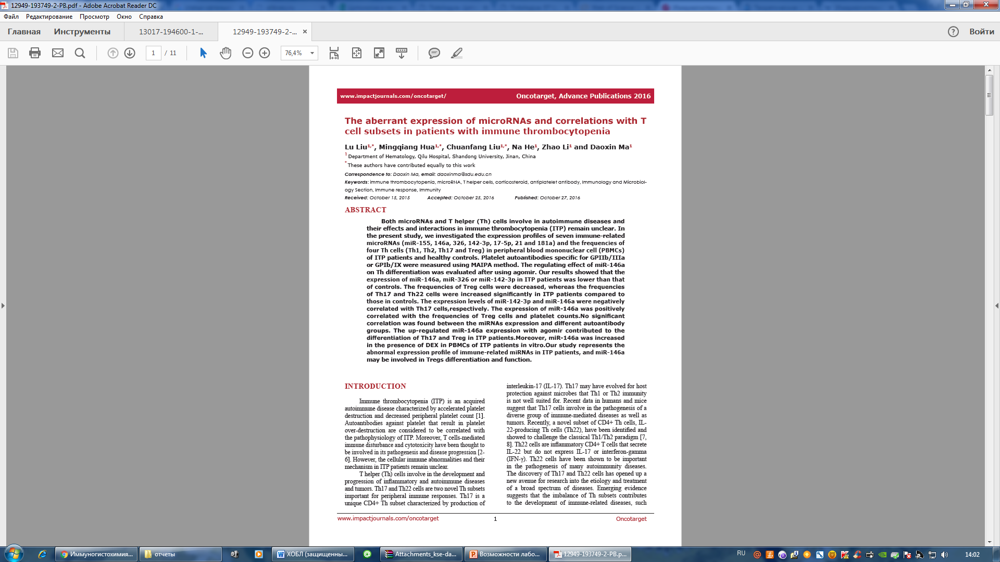 12949-193749-2-PB.pdf - Adobe Acrobat Reader DC
Файл Редактирование Просмотр Окно Справка
Главная Инструменты 13017-194600-1-... 12949-193749-2-... × ? Войти
1 / 11 76,4%
www.impactjournals.com/oncotarget/ Oncotarget, Advance Publications 2016
The aberrant expression of microRNAs and correlations with T
cell subsets in patients with immune thrombocytopenia
Lu Liu1,*, Mingqiang Hua1,*, Chuanfang Liu1,*, Na He1, Zhao Li1 and Daoxin Ma1
1 Department of Hematology, Qilu Hospital, Shandong University, Jinan, China
* These authors have contributed equally to this work
Correspondence to: Daoxin Ma, email: daoxinma@sdu.edu.cn
Keywords: immune thrombocytopenia, microRNA, T helper cells, corticosteroid, antiplatelet antibody, Immunology and Microbiol-
ogy Section, Immune response, Immunity
Received: October 15, 2015 Accepted: October 25, 2016 Published: October 27, 2016
ABSTRACT
Both microRNAs and T helper (Th) cells involve in autoimmune diseases and
their effects and interactions in immune thrombocytopenia (ITP) remain unclear. In
the present study, we investigated the expression profiles of seven immune-related
microRNAs (miR-155, 146a, 326, 142-3p, 17-5p, 21 and 181a) and the frequencies of
four Th cells (Th1, Th2, Th17 and Treg) in peripheral blood mononuclear cell (PBMCs)
of ITP patients and healthy controls. Platelet autoantibodies specific for GPIIb/IIIa
or GPIb/IX were measured using MAIPA method. The regulating effect of miR-146a
on Th differentiation was evaluated after using agomir. Our results showed that the
expression of miR-146a, miR-326 or miR-142-3p in ITP patients was lower than that
of controls. The frequencies of Treg cells were decreased, whereas the frequencies
of Th17 and Th22 cells were increased significantly in ITP patients compared to
those in controls. The expression levels of miR-142-3p and miR-146a were negatively
correlated with Th17 cells,respectively. The expression of miR-146a was positively
correlated with the frequencies of Treg cells and platelet counts.No significant
correlation was found between the miRNAs expression and different autoantibody
groups. The up-regulated miR-146a expression with agomir contributed to the
differentiation of Th17 and Treg in ITP patients.Moreover, miR-146a was increased
in the presence of DEX in PBMCs of ITP patients in vitro.Our study represents the
abnormal expression profile of immune-related miRNAs in ITP patients, and miR-146a
may be involved in Tregs differentiation and function.
INTRODUCTION
Immune thrombocytopenia (ITP) is an acquired
autoimmune disease characterized by accelerated platelet
destruction and decreased peripheral platelet count [1].
Autoantibodies against platelet that result in platelet
over-destruction are considered to be correlated with
the pathophysiology of ITP. Moreover, T cells-mediated
immune disturbance and cytotoxicity have been thought to
be involved in its pathogenesis and disease progression [2-
6]. However, the cellular immune abnormalities and their
mechanism in ITP patients remain unclear.
T helper (Th) cells involve in the development and
progression of inflammatory and autoimmune diseases
and tumors. Th17 and Th22 cells are two novel Th subsets
important for peripheral immune responses. Th17 is a
unique CD4+ Th subset characterized by production of
interleukin-17 (IL-17). Th17 may have evolved for host
protection against microbes that Th1 or Th2 immunity
is not well suited for. Recent data in humans and mice
suggest that Th17 cells involve in the pathogenesis of a
diverse group of immune-mediated diseases as well as
tumors. Recently, a novel subset of CD4+ Th cells, IL-
22-producing Th cells (Th22), have been identified and
showed to challenge the classical Th1/Th2 paradigm [7,
8]. Th22 cells are inflammatory CD4+ T cells that secrete
IL-22 but do not express IL-17 or interferon-gamma
(IFN-γ). Th22 cells have been shown to be important
in the pathogenesis of many autoimmunity diseases.
The discovery of Th17 and Th22 cells has opened up a
new avenue for research into the etiology and treatment
of a broad spectrum of diseases. Emerging evidence
suggests that the imbalance of Th subsets contributes
to the development of immune-related diseases, such
www.impactjournals.com/oncotarget 1 Oncotarget
Иммуногистохимия... отчеты ХОБЛ (защищенны... Attachments_kse-da... Возможности лабо... 12949-193749-2-PB.p... RU 14:02